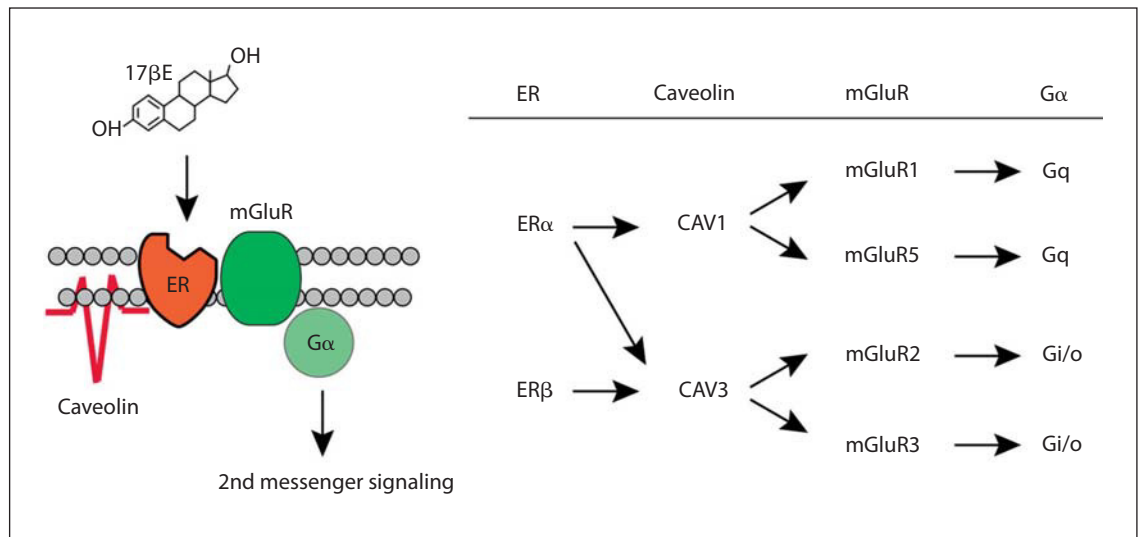 17βE
OH
OH
mGluR
ER
Gα
Caveolin
2nd messenger signaling
ER Caveolin mGluR Gα
mGluR1 Gq
ERα CAV1
mGluR5 Gq
mGluR2 Gi/o
ERβ CAV3
mGluR3 Gi/o